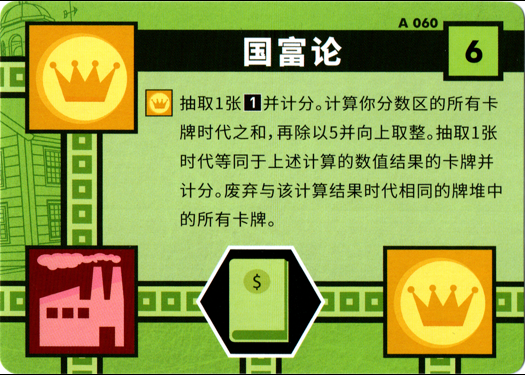 A 060
国富论
6
抽取1张1并计分。计算你分数区的所有卡
牌时代之和,再除以5并向上取整。抽取1张
时代等同于上述计算的数值结果的卡牌并
计分。废弃与该计算结果时代相同的牌堆中
的所有卡牌。
$